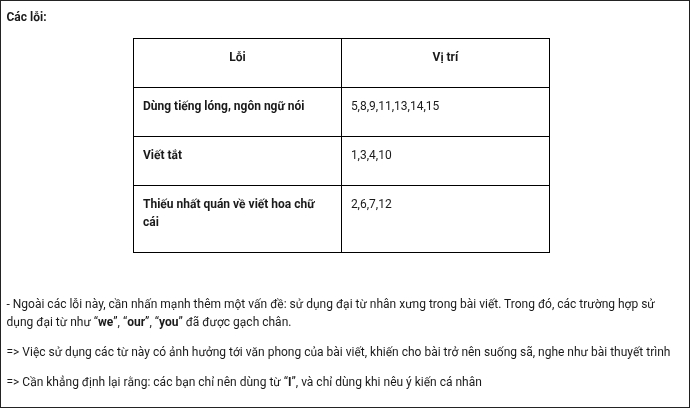 Các lỗi:
Lỗi
Vị trí
Dùng tiếng lóng, ngôn ngữ nói
5,8,9,11,13,14,15
Viết tắt
1,3,4,10
Thiếu nhất quán về viết hoa chữ
cái
2,6,7,12
- Ngoài các lỗi này, cần nhấn mạnh thêm một vấn đề: sử dụng đại từ nhân xưng trong bài viết. Trong đó, các trường hợp sử
dụng đại từ như “we”, “our”, “you” đã được gạch chân.
=> Việc sử dụng các từ này có ảnh hưởng tới văn phong của bài viết, khiến cho bài trở nên suống sã, nghe như bài thuyết trình
=> Cần khẳng định lại rằng: các bạn chỉ nên dùng từ “I”, và chỉ dùng khi nêu ý kiến cá nhân